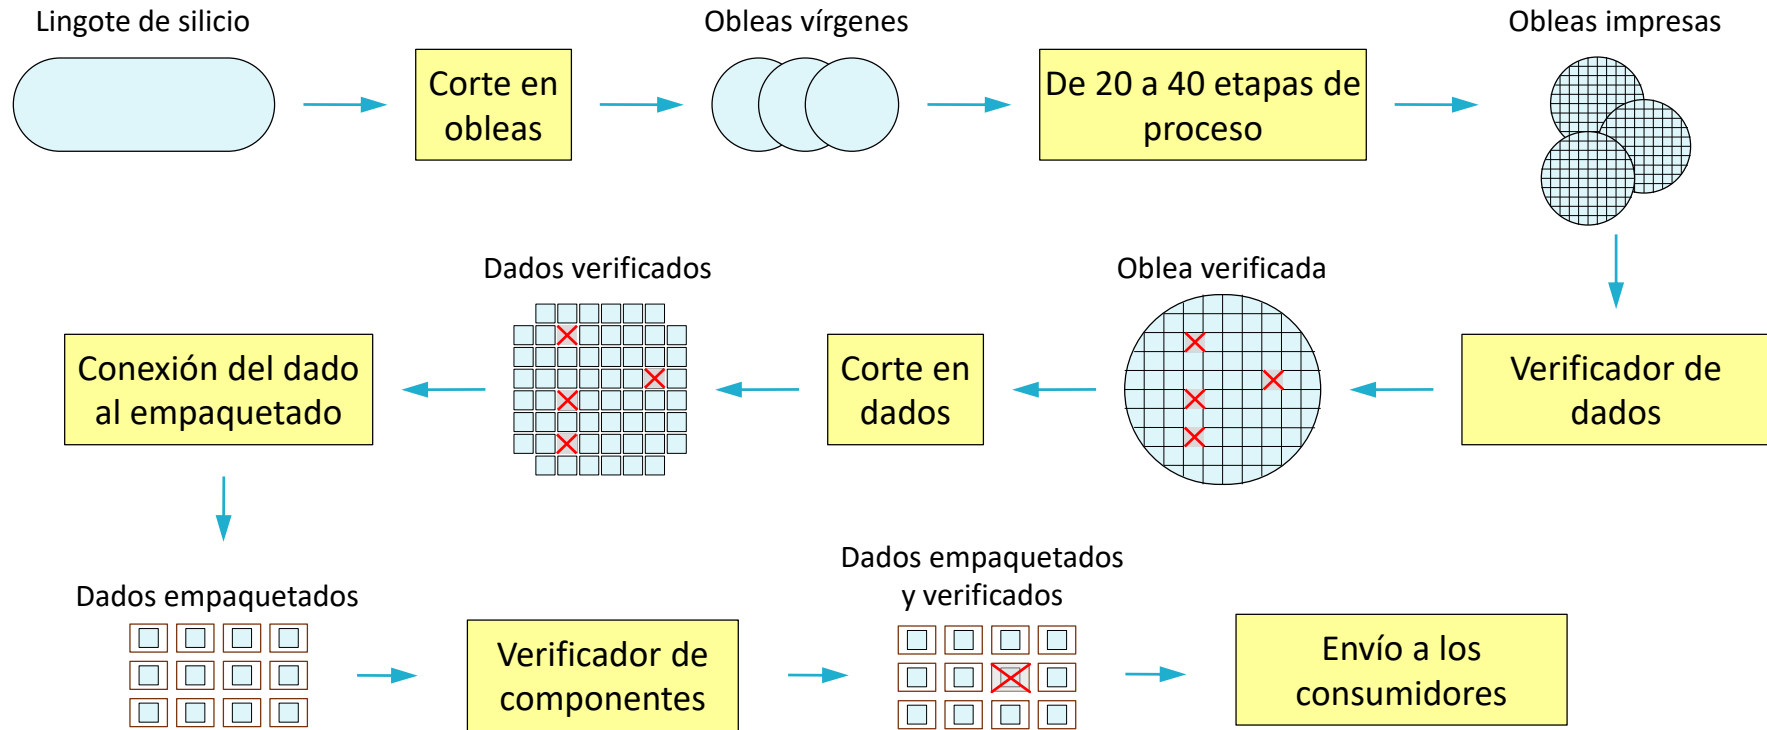 Lingote de silicio
Corte en
obleas
Obleas vírgenes
De 20 a 40 etapas de
proceso
Obleas impresas
Verificador de
dados
Oblea verificada
Corte en
dados
Dados verificados
Conexión del dado
al empaquetado
Dados empaquetados
Verificador de
componentes
Dados empaquetados
y verificados
Envío a los
consumidores